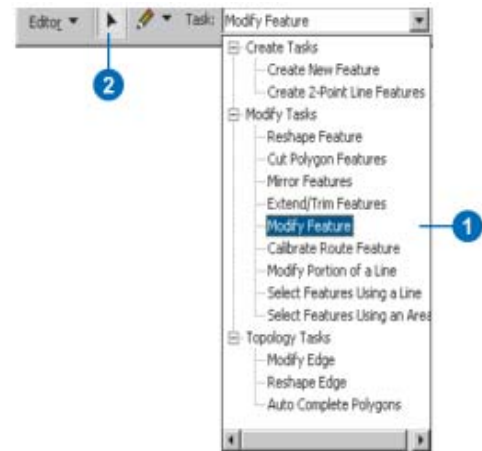 Editor Task: Modify Feature
2
Create Tasks
Create New Feature
Create 2-Point Line Features
Modify Tasks
Reshape Feature
Cut Polygon Features
Mirror Features
Extend/Trim Features
Modify Feature
1
Calibrate Route Feature
Modify Portion of a Line
Select Features Using a Line
Select Features Using an Area
Topology Tasks
Modify Edge
Reshape Edge
Auto Complete Polygons